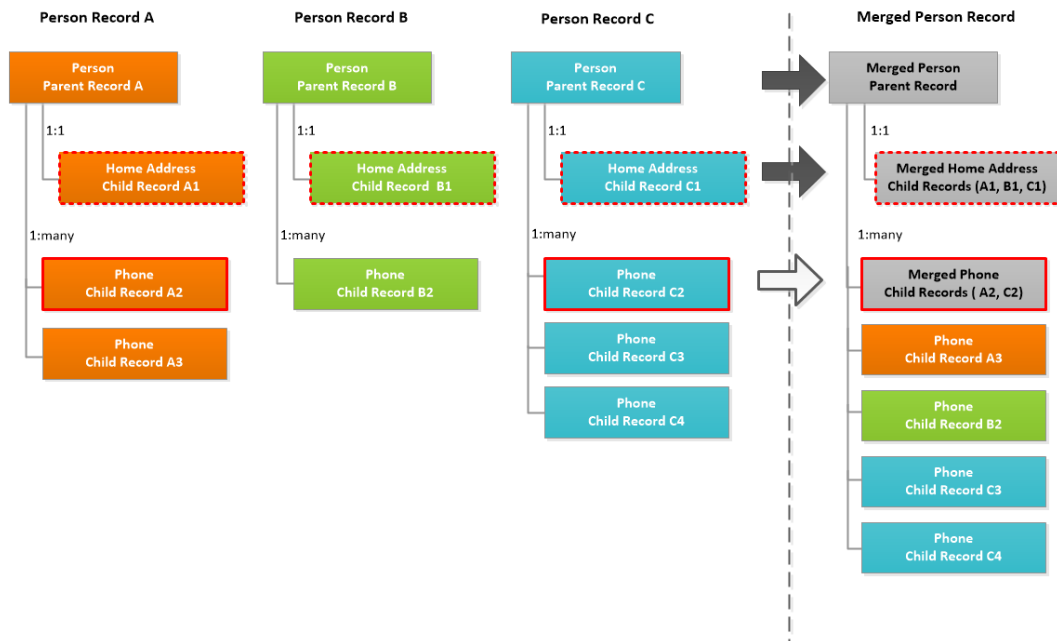 Person Record A
Person Record B
Person Record C
Merged Person Record
Person
Parent Record A
Person
Parent Record B
Person
Parent Record C
Merged Person
Parent Record
1:1
1:1
1:1
1:1
Home Address
Child Record A1
Home Address
Child Record B1
Home Address
Child Record C1
Merged Home Address
Child Records (A1, B1, C1)
1:many
1:many
1:many
1:many
Phone
Child Record A2
Phone
Child Record B2
Phone
Child Record C2
Merged Phone
Child Records ( A2, C2)
Phone
Child Record A3
Phone
Child Record C3
Phone
Child Record A3
Phone
Child Record C4
Phone
Child Record B2
Phone
Child Record C3
Phone
Child Record C4